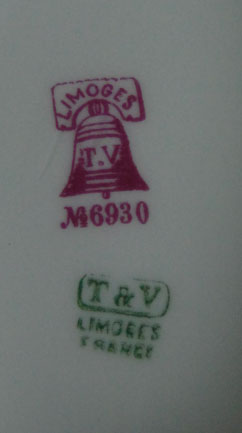 LIMOGES
T.V
№6930
T & V
LIMOGES
FRANCE